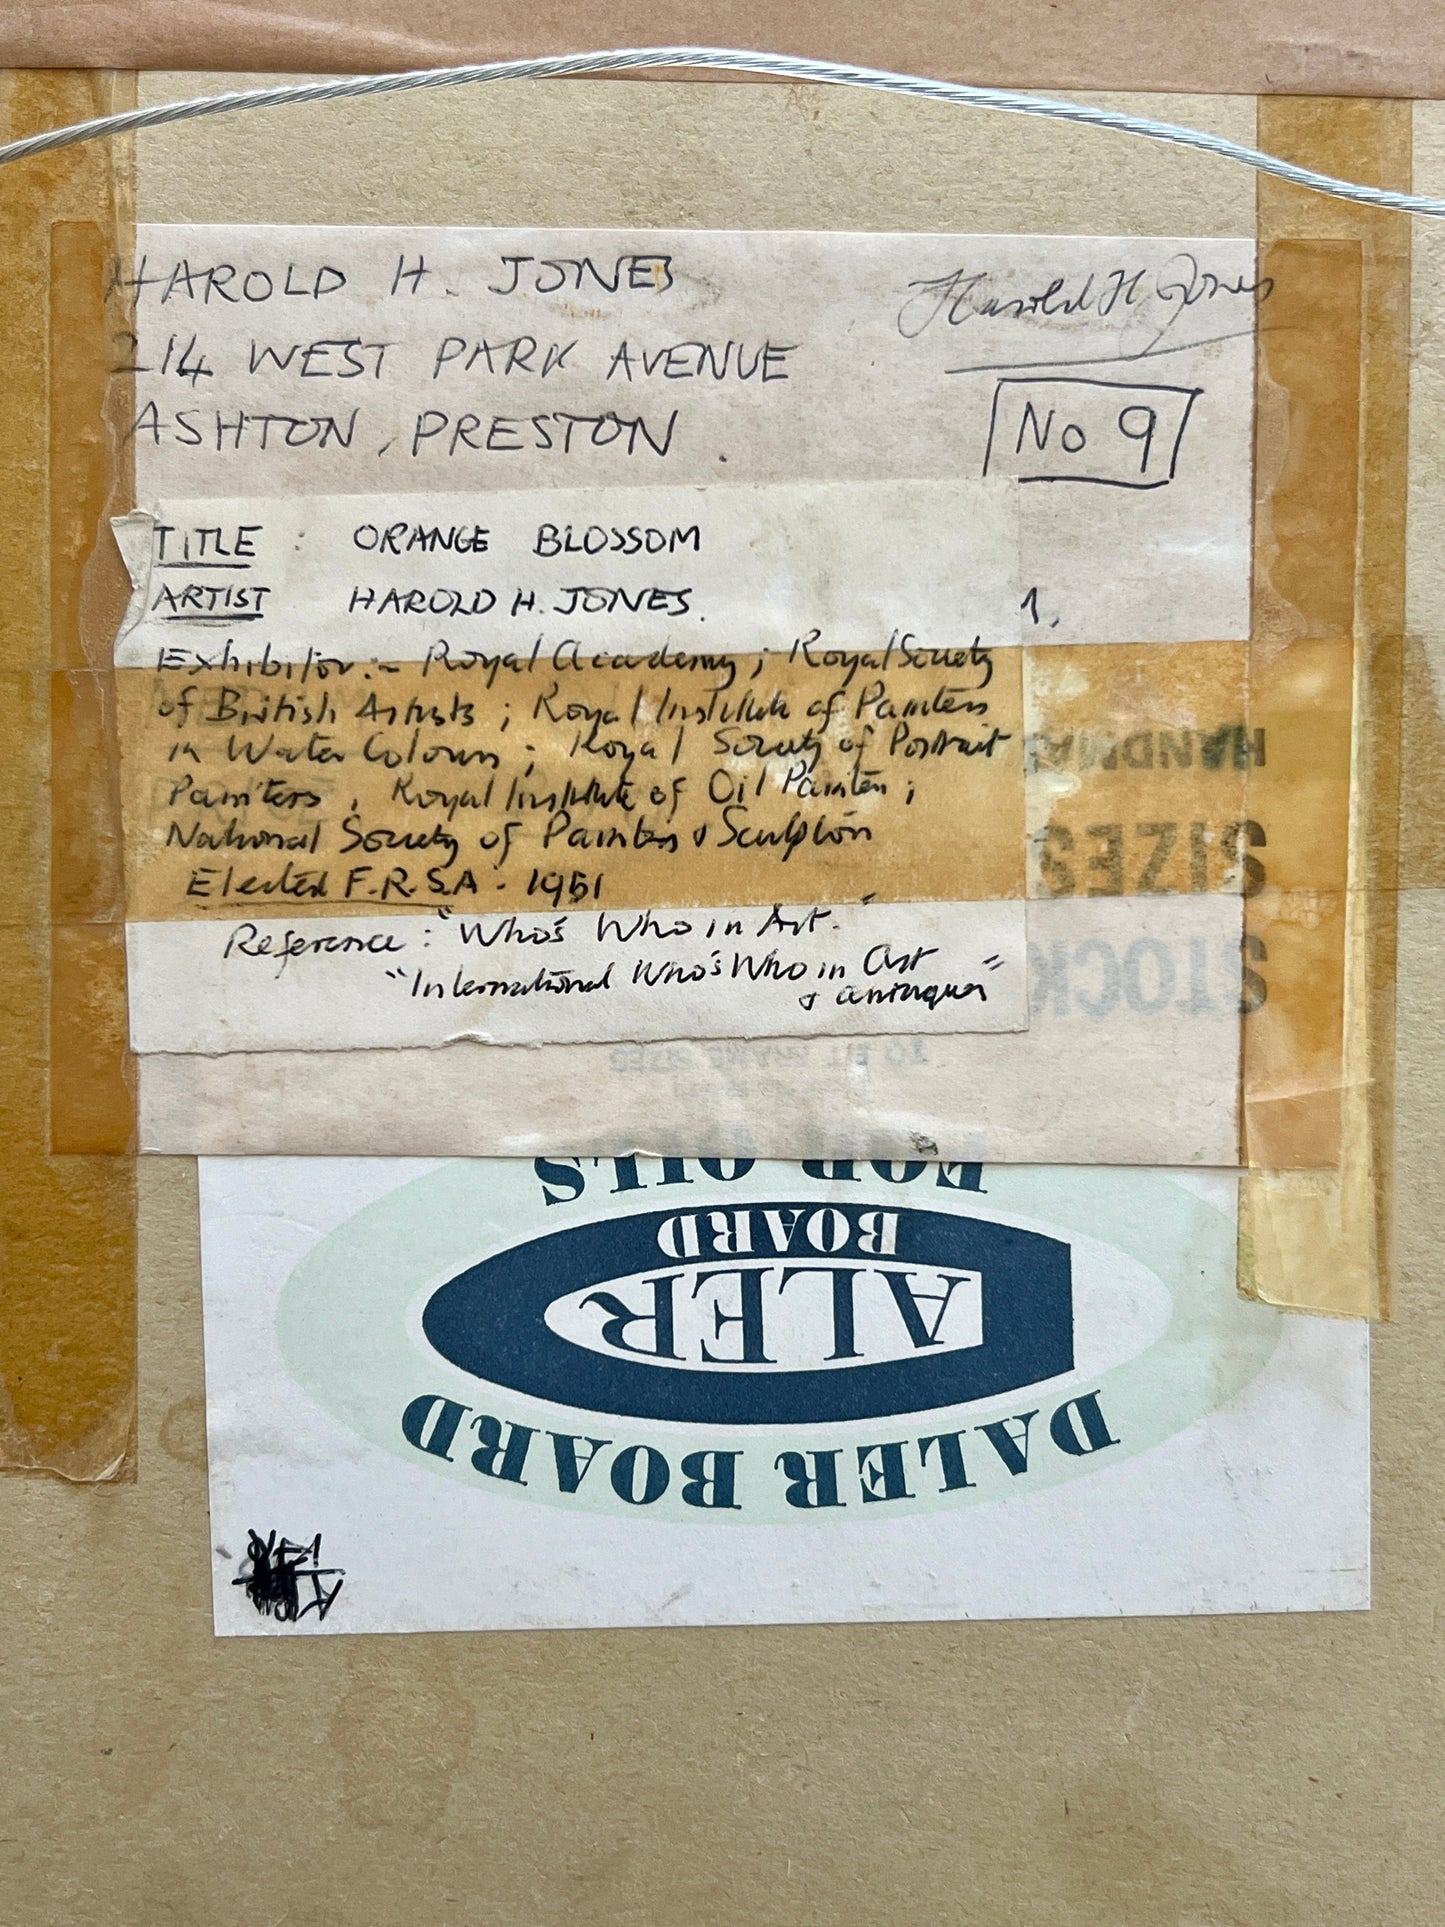 HAROLD H. JONES
Harold H Jones
214 WEST PARK AVENUE
ASHTON, PRESTON.
No 9
TITLE : ORANGE BLOSSOM
ARTIST HAROLD H. JONES.
1.
Exhibitor :- Royal Academy ; Royal Society
of British Artists ; Royal Institute of Painters
in Water Colours ; Royal Society of Portrait
Painters , Royal Institute of Oil Painters ;
National Society of Painters & Sculptors
Elected F.R.S.A - 1951
Reference : "Who's Who in Art."
"International Who's Who in Art
& antiques"
HANDMA
SIZES
STOCK
FOR OILS
BOARD
DALER
DALER BOARD